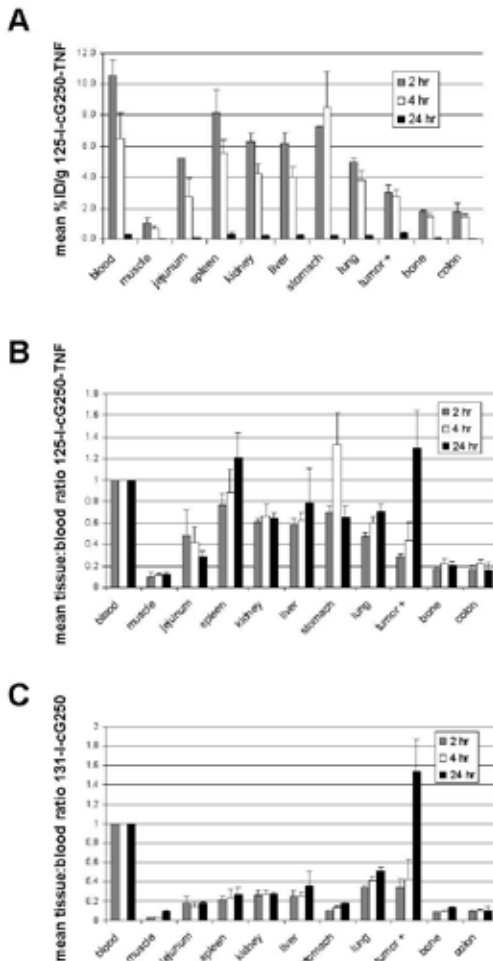 A
mean %ID/g 125-I-cG250-TNF
12.0
10.0
8.0
6.0
4.0
2.0
0.0
2 hr
4 hr
24 hr
blood
muscle
jejunum
spleen
kidney
liver
stomach
lung
tumor +
bone
colon
B
mean tissue:blood ratio 125-I-cG250-TNF
1.8
1.6
1.4
1.2
1
0.8
0.6
0.4
0.2
0
2 hr
4 hr
24 hr
blood
muscle
jejunum
spleen
kidney
liver
stomach
lung
tumor +
bone
colon
C
mean tissue:blood ratio 131-I-cG250
2
1.8
1.6
1.4
1.2
1
0.8
0.6
0.4
0.2
0
2 hr
4 hr
24 hr
blood
muscle
jejunum
spleen
kidney
liver
stomach
lung
tumor +
bone
colon